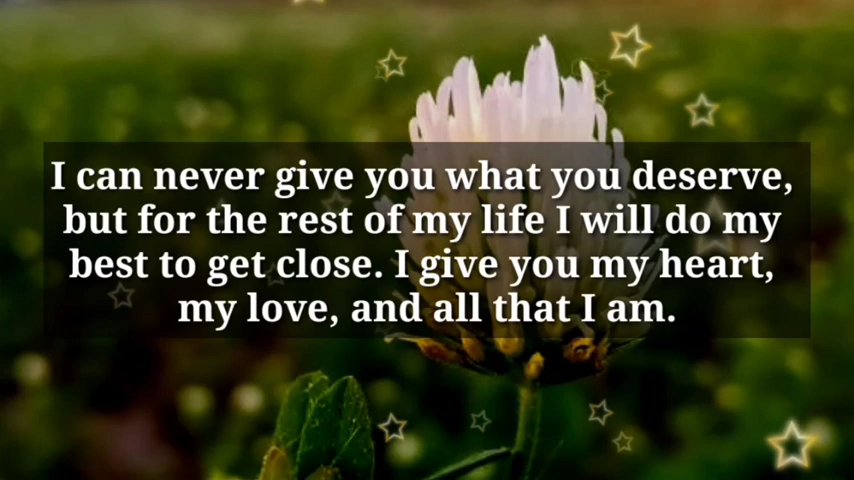 I can never give you what you deserve,
but for the rest of my life I will do my
best to get close. I give you my heart,
my love, and all that I am.